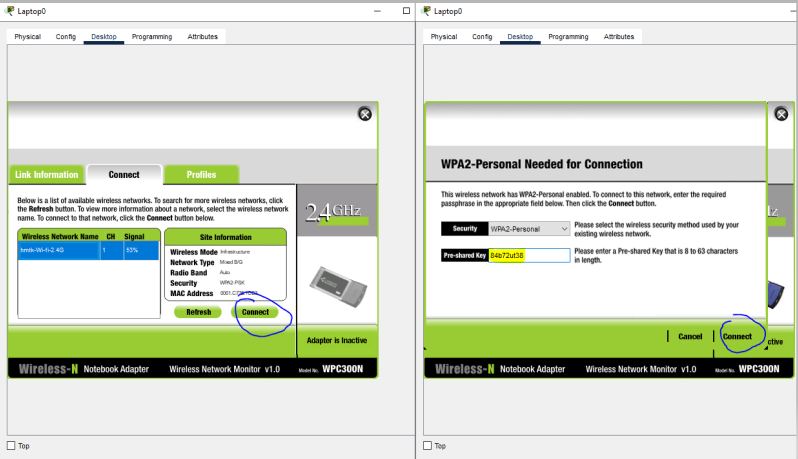 Laptop0
Physical Config Desktop Programming Attributes
Link Information Connect Profiles
Below is a list of available wireless networks. To search for more wireless networks, click
the Refresh button. To view more information about a network, select the wireless network
name. To connect to that network, click the Connect button below.
Wireless Network Name CH Signal
hmtk-Wi-fi-2.4G 1 53%
Site Information
Wireless Mode Infrastructure
Network Type Mixed B/G
Radio Band Auto
Security WPA2-PSK
MAC Address
Refresh Connect
2.4GHz
Adapter is Inactive
Wireless-N Notebook Adapter Wireless Network Monitor v1.0 Model No. WPC300N
Top
Laptop0
Physical Config Desktop Programming Attributes
WPA2-Personal Needed for Connection
This wireless network has WPA2-Personal enabled. To connect to this network, enter the required
passphrase in the appropriate field below. Then click the Connect button.
Security WPA2-Personal
Please select the wireless security method used by your
existing wireless network.
Pre-shared Key 84b72ut38
Please enter a Pre-shared Key that is 8 to 63 characters
in length.
Cancel Connect
Wireless-N Notebook Adapter Wireless Network Monitor v1.0 Model No. WPC300N
Top